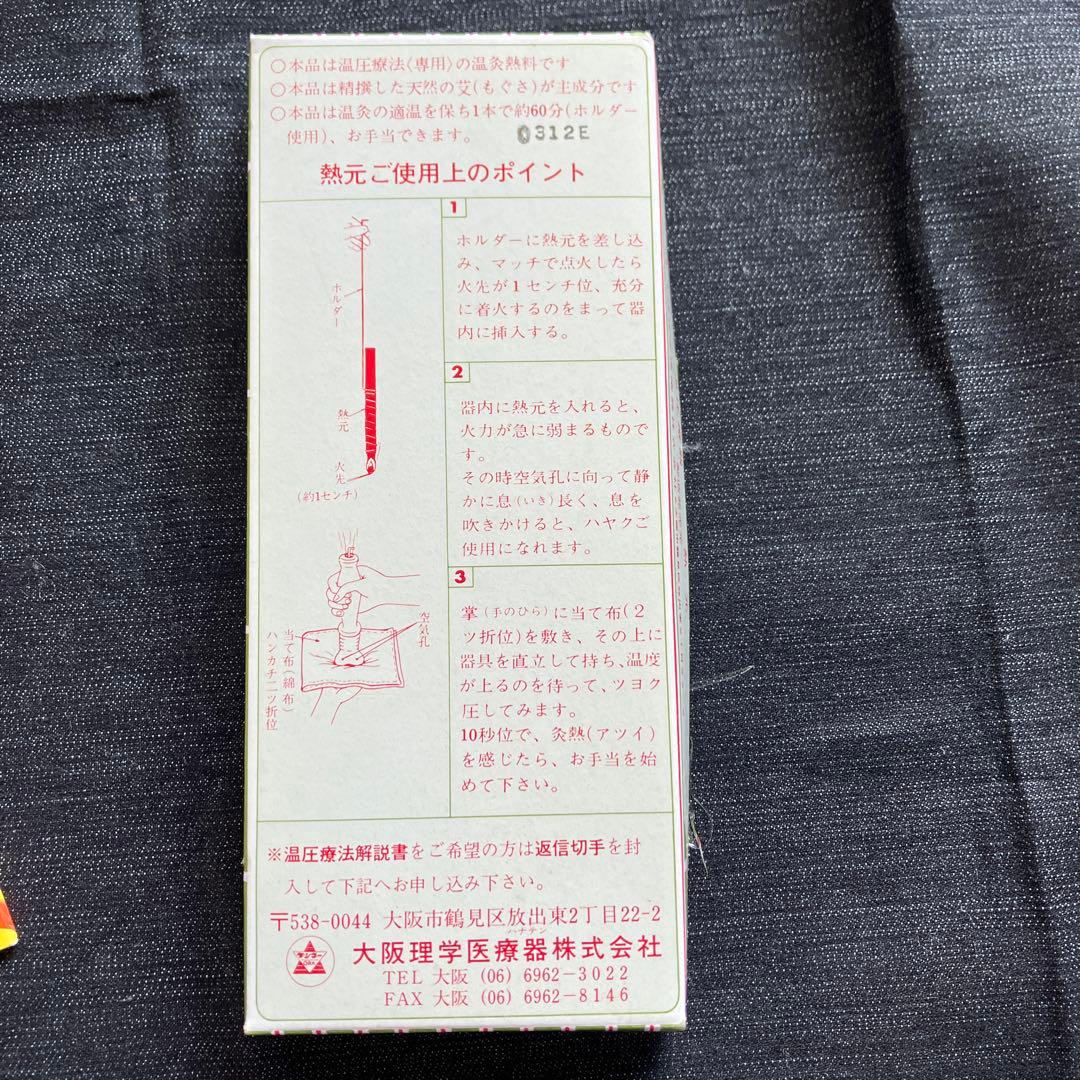 ○本品は温圧療法〈専用〉の温灸熱料です
○本品は精撰した天然の艾(もぐさ)が主成分です
○本品は温灸の適温を保ち1本で約60分(ホルダー
使用)、お手当できます。
0312E
熱元ご使用上のポイント
ホルダー
熱元
火先
(約1センチ)
空気孔
当て布(綿布)
ハンカチ二ツ折位
1
ホルダーに熱元を差し込
み、マッチで点火したら
火先が1センチ位、充分
に着火するのをまって器
内に挿入する。
2
器内に熱元を入れると、
火力が急に弱まるもので
す。
その時空気孔に向って静
かに息(いき)長く、息を
吹きかけると、ハヤクご
使用になれます。
3
掌(手のひら)に当て布(2
ツ折位)を敷き、その上に
器具を直立して持ち、温度
が上るのを待って、ツヨク
圧してみます。
10秒位で、灸熱(アツイ)
を感じたら、お手当を始
めて下さい。
※温圧療法解説書をご希望の方は返信切手を封
入して下記へお申し込み下さい。
〒538-0044 大阪市鶴見区放出東2丁目22-2
ハナテン
大阪理学医療器株式会社
TEL 大阪 (06) 6962-3022
FAX 大阪 (06) 6962-8146